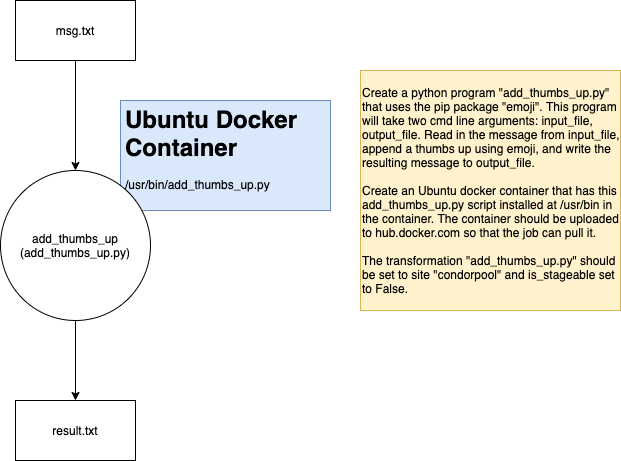 msg.txt
Ubuntu Docker
Container
/usr/bin/add_thumbs_up.py
add_thumbs_up
(add_thumbs_up.py)
result.txt
Create a python program "add_thumbs_up.py"
that uses the pip package "emoji". This program
will take two cmd line arguments: input_file,
output_file. Read in the message from input_file,
append a thumbs up using emoji, and write the
resulting message to output_file.
Create an Ubuntu docker container that has this
add_thumbs_up.py script installed at /usr/bin in
the container. The container should be uploaded
to hub.docker.com so that the job can pull it.
The transformation "add_thumbs_up.py" should
be set to site "condorpool" and is_stageable set
to False.